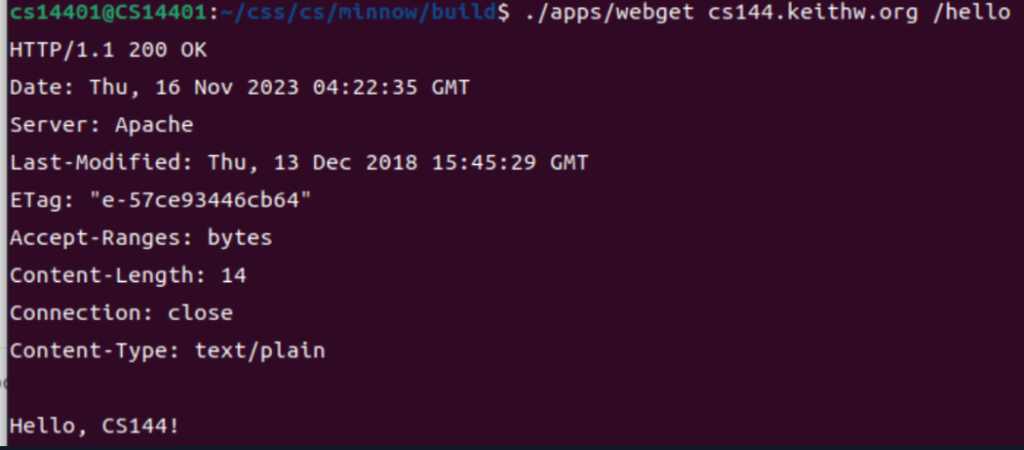 cs14401@CS14401:~/css/cs/minnow/build$ ./apps/webget cs144.keithw.org /hello
HTTP/1.1 200 OK
Date: Thu, 16 Nov 2023 04:22:35 GMT
Server: Apache
Last-Modified: Thu, 13 Dec 2018 15:45:29 GMT
ETag: "e-57ce93446cb64"
Accept-Ranges: bytes
Content-Length: 14
Connection: close
Content-Type: text/plain

Hello, CS144!